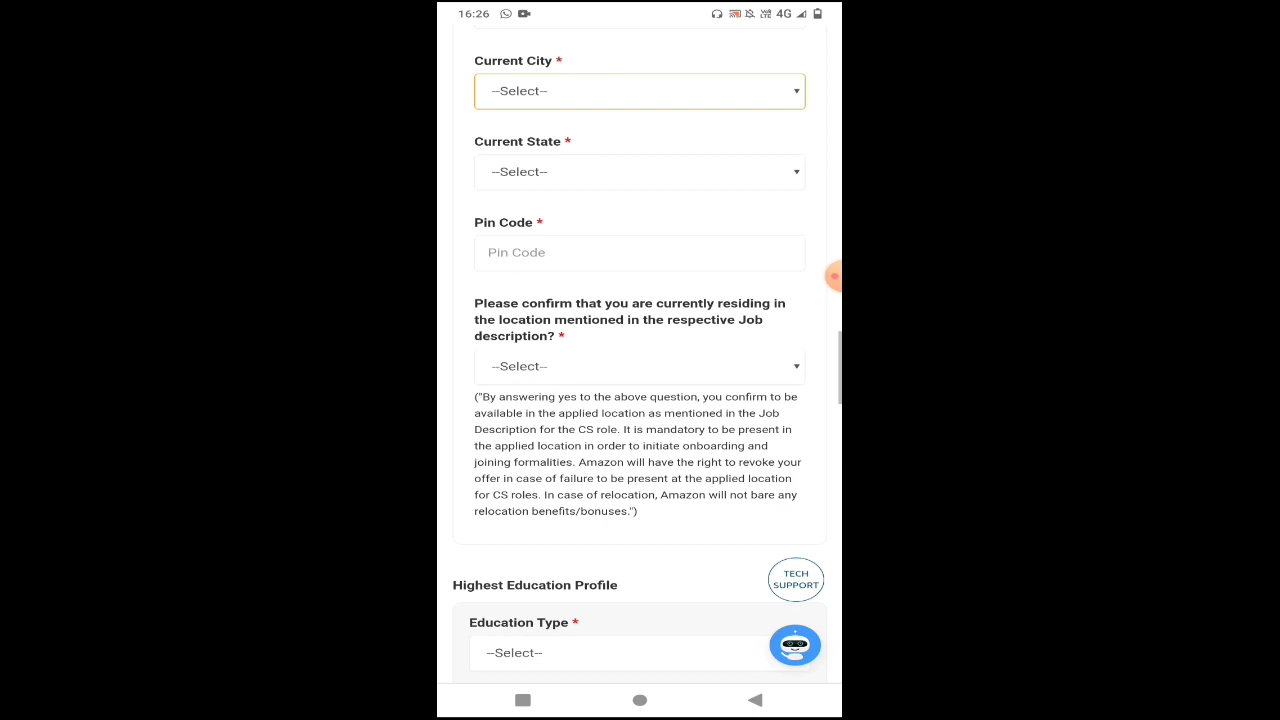 16:26 4G
Current City *
--Select--
Current State *
--Select--
Pin Code *
Pin Code
Please confirm that you are currently residing in
the location mentioned in the respective Job
description? *
--Select--
("By answering yes to the above question, you confirm to be
available in the applied location as mentioned in the Job
Description for the CS role. It is mandatory to be present in
the applied location in order to initiate onboarding and
joining formalities. Amazon will have the right to revoke your
offer in case of failure to be present at the applied location
for CS roles. In case of relocation, Amazon will not bare any
relocation benefits/bonuses.")
TECH
SUPPORT
Highest Education Profile
Education Type *
--Select--